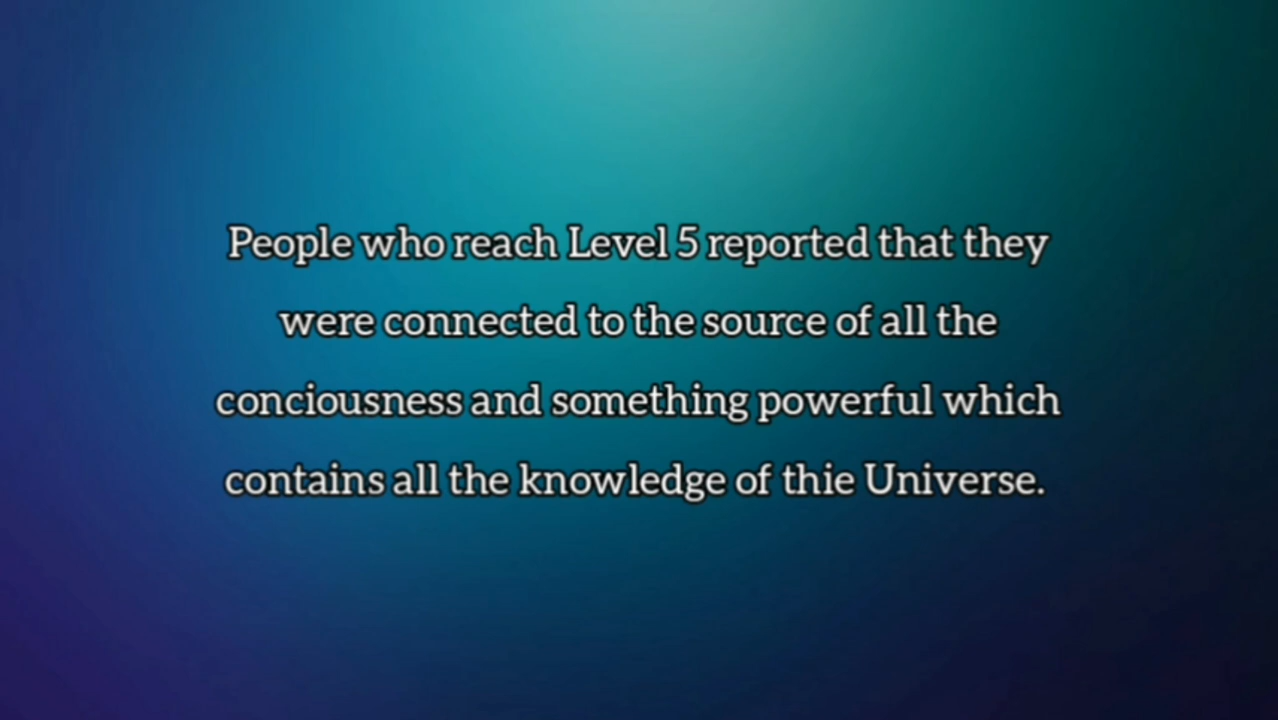 People who reach Level 5 reported that they
were connected to the source of all the
conciousness and something powerful which
contains all the knowledge of thie Universe.